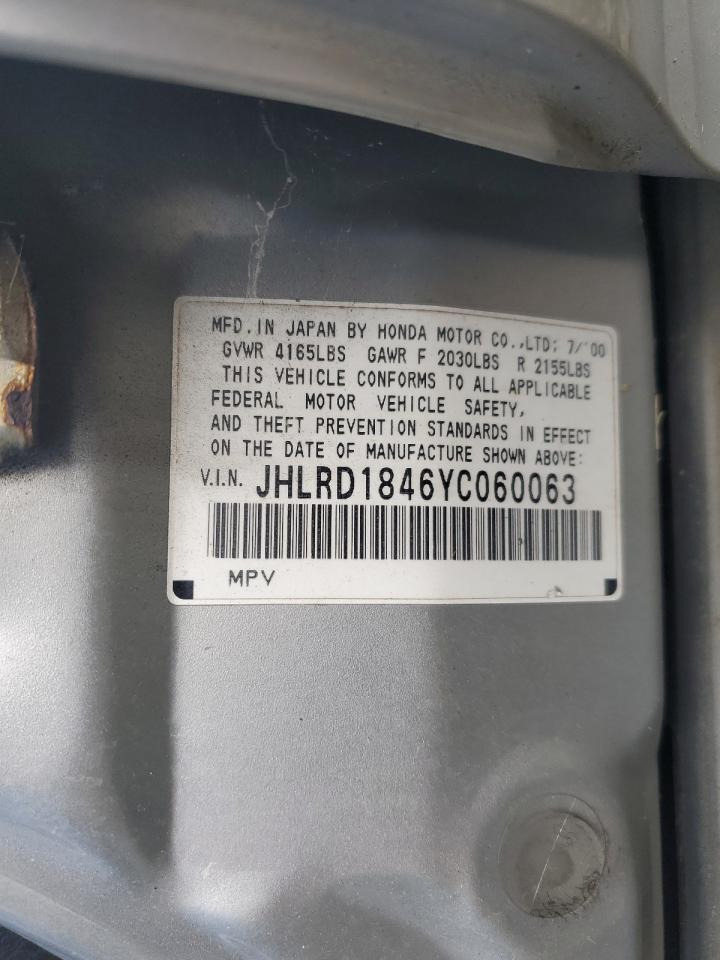 MFD. IN JAPAN BY HONDA MOTOR CO.,LTD; 7/'00
GVWR 4165LBS GAWR F 2030LBS R 2155LBS
THIS VEHICLE CONFORMS TO ALL APPLICABLE
FEDERAL MOTOR VEHICLE SAFETY,
AND THEFT PREVENTION STANDARDS IN EFFECT
ON THE DATE OF MANUFACTURE SHOWN ABOVE:
V.I.N. JHLRD1846YC060063
MPV